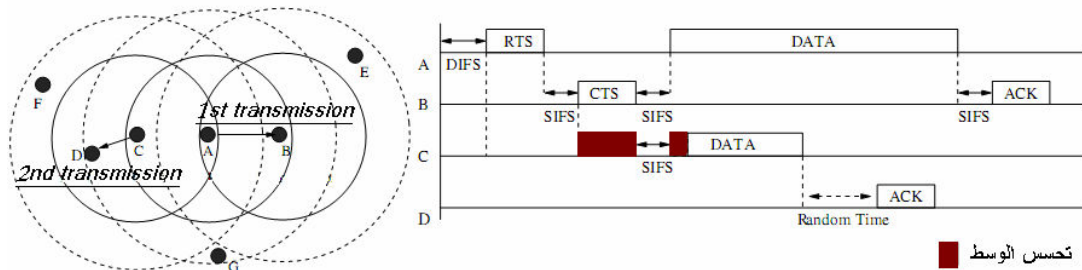 E
F
1st transmission
D
C
A
B
2nd transmission
G
RTS
DATA
A
DIFS
CTS
ACK
B
SIFS
SIFS
SIFS
DATA
C
SIFS
ACK
D
Random Time
تحسس الوسط